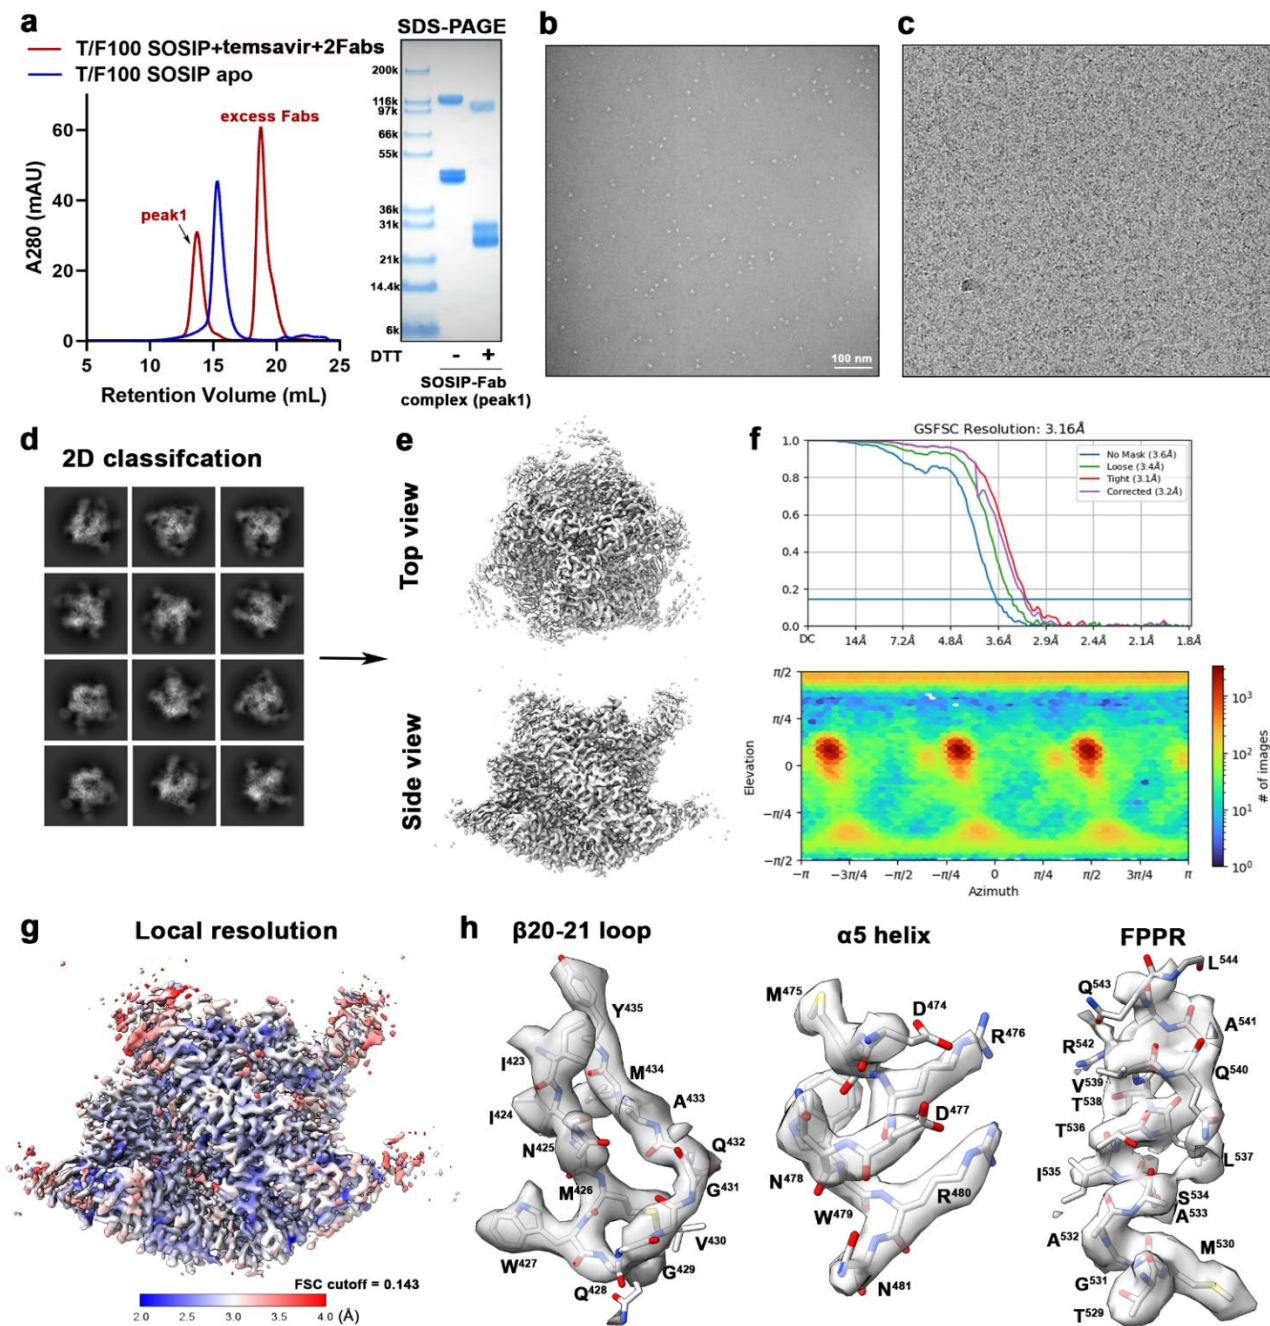 a
T/F100 SOSIP+temsavir+2Fabs
T/F100 SOSIP apo
excess Fabs
peak1
A280 (mAU)
60
40
20
0
5
10
15
20
25
Retention Volume (mL)
SDS-PAGE
200k
116k
97k
66k
55k
36k
31k
21k
14.4k
6k
DTT
-
+
SOSIP-Fab
complex (peak1)
b
100 nm
c
d
2D classifcation
e
Top view
Side view
f
GSFSC Resolution: 3.16Å
No Mask (3.6Å)
Loose (3.4Å)
Tight (3.1Å)
Corrected (3.2Å)
1.0
0.8
0.6
0.4
0.2
0.0
DC
14Å
7.2Å
4.8Å
3.6Å
2.9Å
2.4Å
2.1Å
1.8Å
π/2
π/4
0
−π/4
−π/2
Elevation
−π
−3π/4
−π/2
−π/4
0
π/4
π/2
3π/4
π
Azimuth
10³
10²
10¹
10⁰
# of images
g
Local resolution
FSC cutoff = 0.143
2.0
2.5
3.0
3.5
4.0
(Å)
h
β20-21 loop
Y⁴³⁵
I⁴²³
M⁴³⁴
I⁴²⁴
A⁴³³
N⁴²⁵
Q⁴³²
M⁴²⁶
G⁴³¹
V⁴³⁰
W⁴²⁷
G⁴²⁹
Q⁴²⁸
α5 helix
M⁴⁷⁵
D⁴⁷⁴
R⁴⁷⁶
D⁴⁷⁷
N⁴⁷⁸
R⁴⁸⁰
W⁴⁷⁹
N⁴⁸¹
FPPR
L⁵⁴⁴
Q⁵⁴³
A⁵⁴¹
R⁵⁴²
Q⁵⁴⁰
V⁵³⁹
T⁵³⁸
T⁵³⁶
L⁵³⁷
I⁵³⁵
S⁵³⁴
A⁵³³
A⁵³²
M⁵³⁰
G⁵³¹
T⁵²⁹